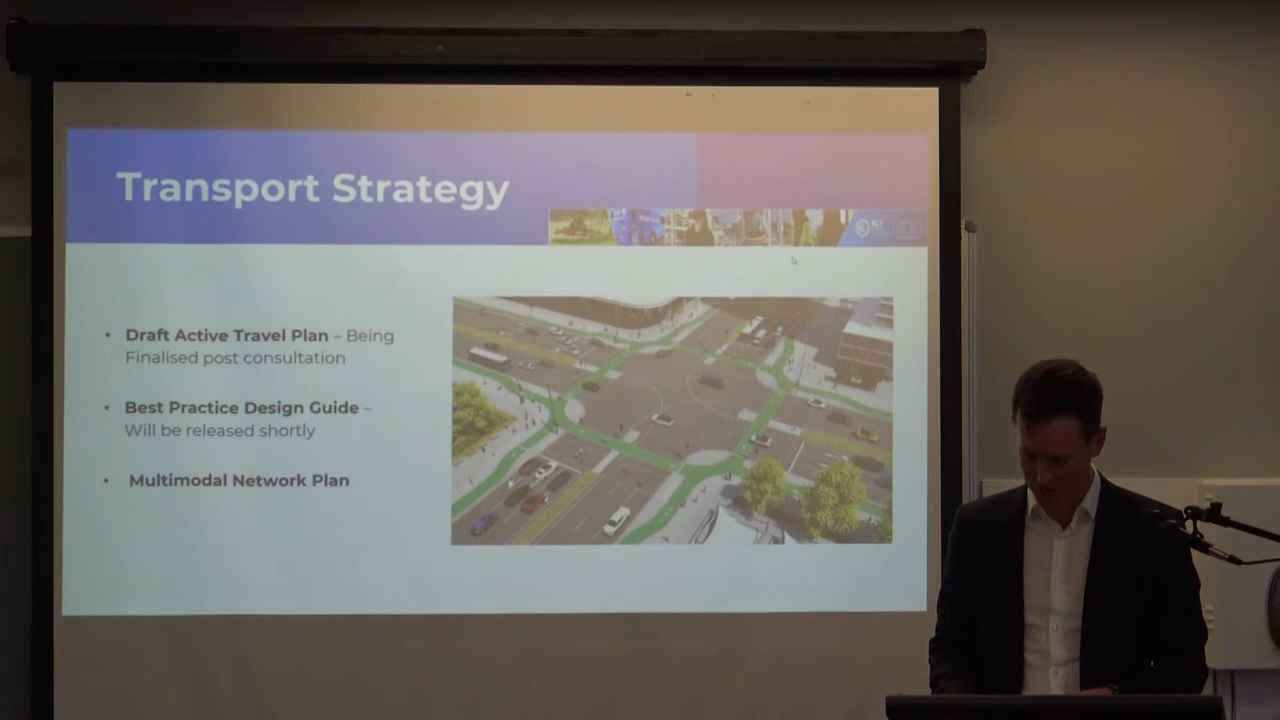 Transport Strategy
ACT
• Draft Active Travel Plan – Being
Finalised post consultation
• Best Practice Design Guide –
Will be released shortly
• Multimodal Network Plan